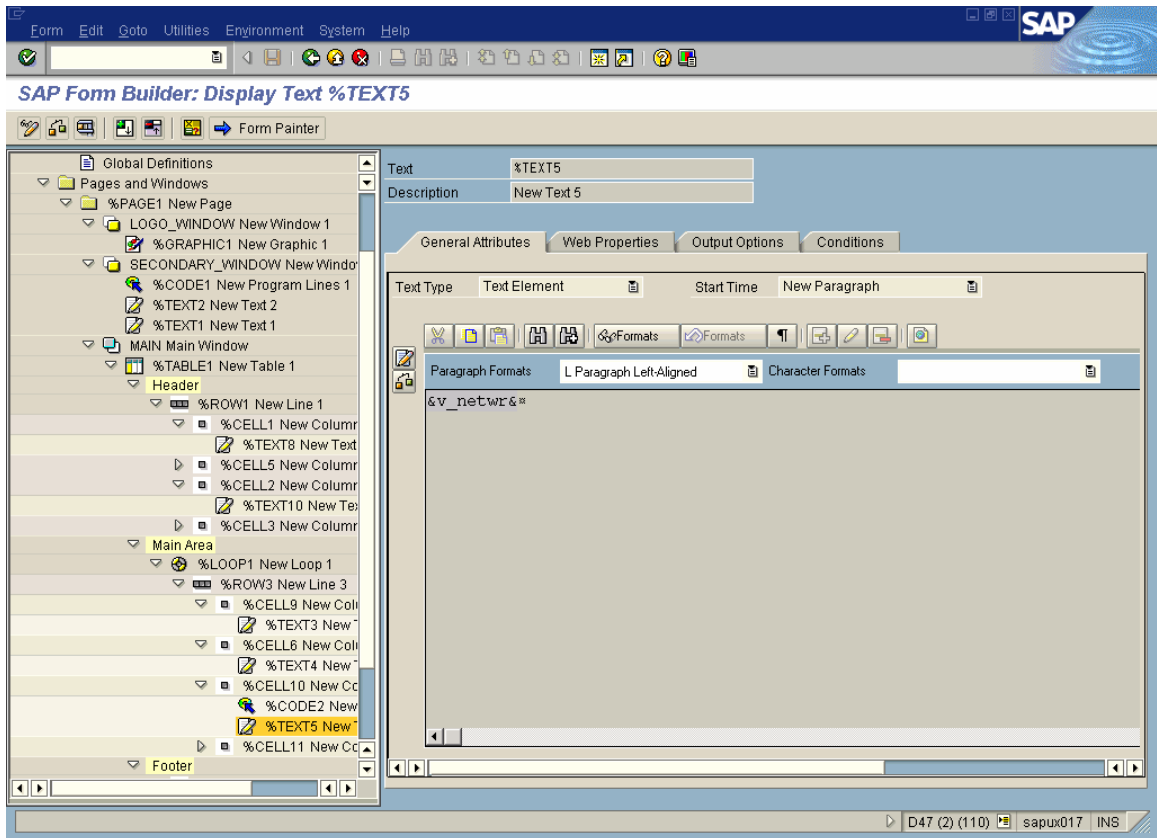 Form Edit Goto Utilities Environment System Help
SAP
SAP Form Builder: Display Text %TEXT5
Form Painter
Global Definitions
Pages and Windows
%PAGE1 New Page
LOGO_WINDOW New Window 1
%GRAPHIC1 New Graphic 1
SECONDARY_WINDOW New Windo
%CODE1 New Program Lines 1
%TEXT2 New Text 2
%TEXT1 New Text 1
MAIN Main Window
%TABLE1 New Table 1
Header
%ROW1 New Line 1
%CELL1 New Column
%TEXT8 New Text
%CELL5 New Column
%CELL2 New Column
%TEXT10 New Te
%CELL3 New Column
Main Area
%LOOP1 New Loop 1
%ROW3 New Line 3
%CELL9 New Colu
%TEXT3 New T
%CELL6 New Colu
%TEXT4 New T
%CELL10 New Co
%CODE2 New
%TEXT5 New T
%CELL11 New Co
Footer
Text %TEXT5
Description New Text 5
General Attributes Web Properties Output Options Conditions
Text Type Text Element Start Time New Paragraph
Formats Formats ¶
Paragraph Formats L Paragraph Left-Aligned Character Formats
&v_netwr&¤
D47 (2) (110) sapux017 INS